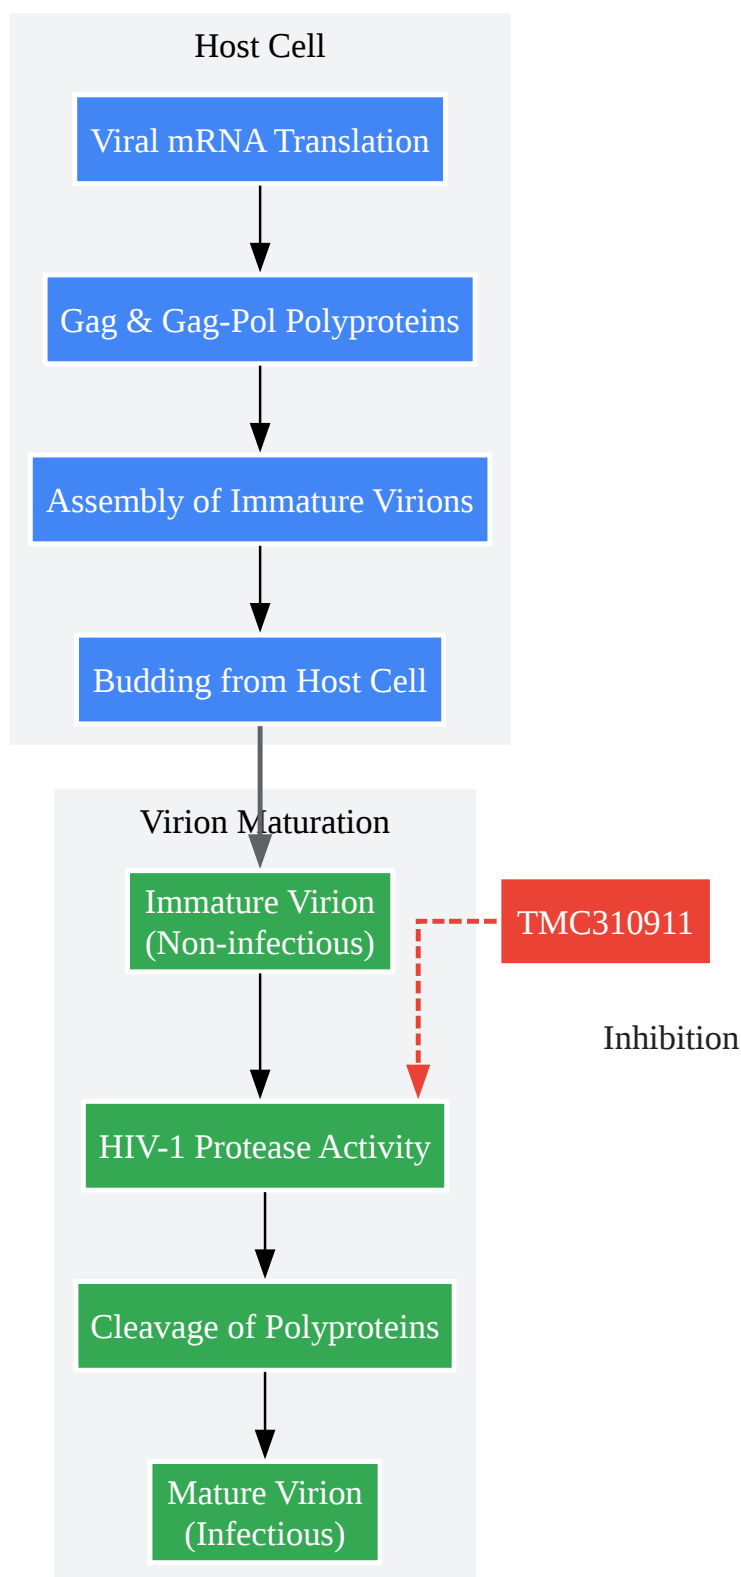 Host Cell
Viral mRNA Translation
Gag & Gag-Pol Polyproteins
Assembly of Immature Virions
Budding from Host Cell
Virion Maturation
Immature Virion
(Non-infectious)
TMC310911
Inhibition
HIV-1 Protease Activity
Cleavage of Polyproteins
Mature Virion
(Infectious)